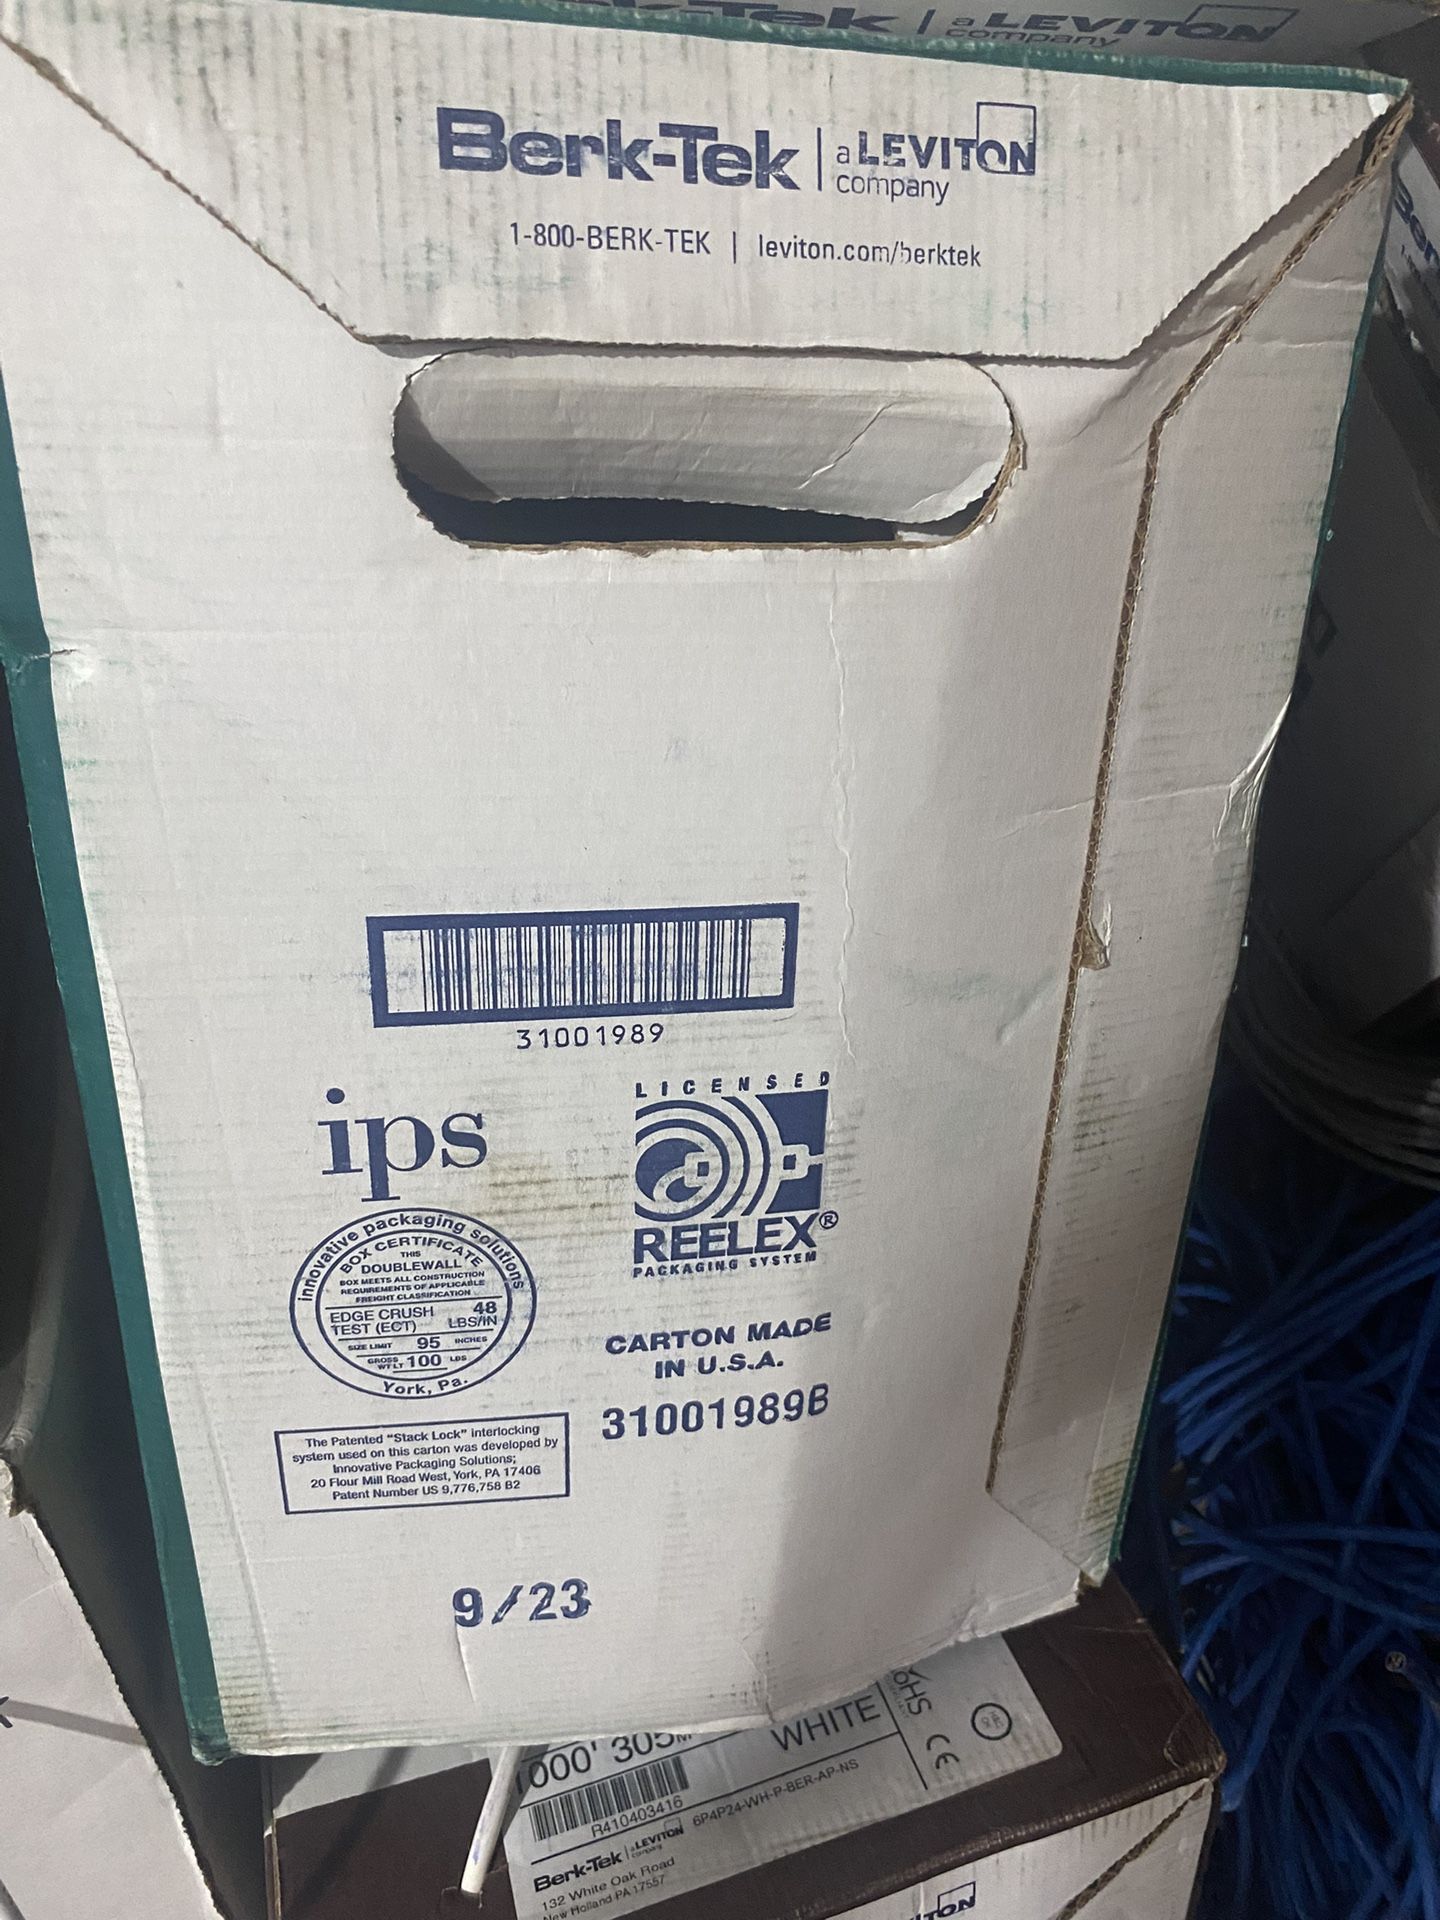 a LEVITON
company
Berk-Tek | a LEVITON
company
1-800-BERK-TEK | leviton.com/berktek
31001989
ips
innovative packaging solutions
BOX CERTIFICATE
THIS
DOUBLEWALL
BOX MEETS ALL CONSTRUCTION
REQUIREMENTS OF APPLICABLE
FREIGHT CLASSIFICATION
EDGE CRUSH 48
TEST (ECT) LBS/IN
SIZE LIMIT 95 INCHES
GROSS
WT LT 100 LBS
York, Pa.
LICENSED
REELEX®
PACKAGING SYSTEM
CARTON MADE
IN U.S.A.
31001989B
The Patented "Stack Lock" interlocking
system used on this carton was developed by
Innovative Packaging Solutions;
20 Flour Mill Road West, York, PA 17406
Patent Number US 9,776,758 B2
9/23
WHITE
R410403416
6P4P24-WH-P-BER-AP-NS
CE
Berk-Tek | a LEVITON
company
132 White Oak Road
New Holland PA 17557